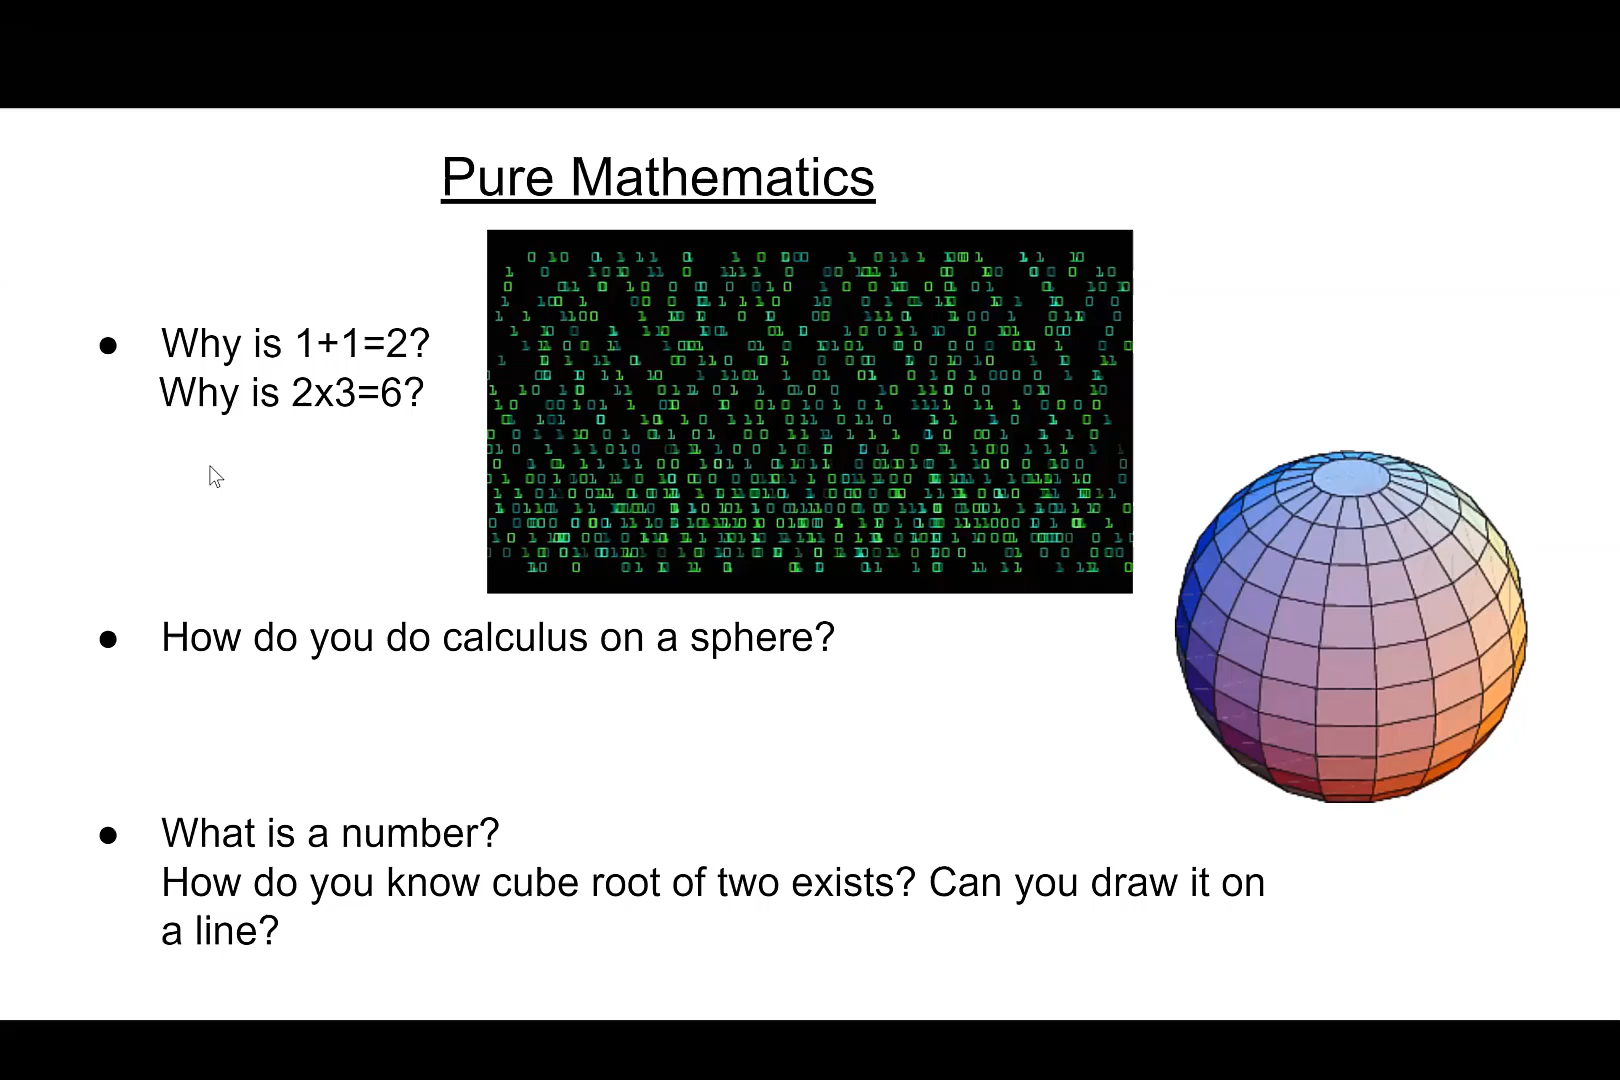 Pure Mathematics
● Why is 1+1=2?
Why is 2x3=6?
● How do you do calculus on a sphere?
● What is a number?
How do you know cube root of two exists? Can you draw it on
a line?